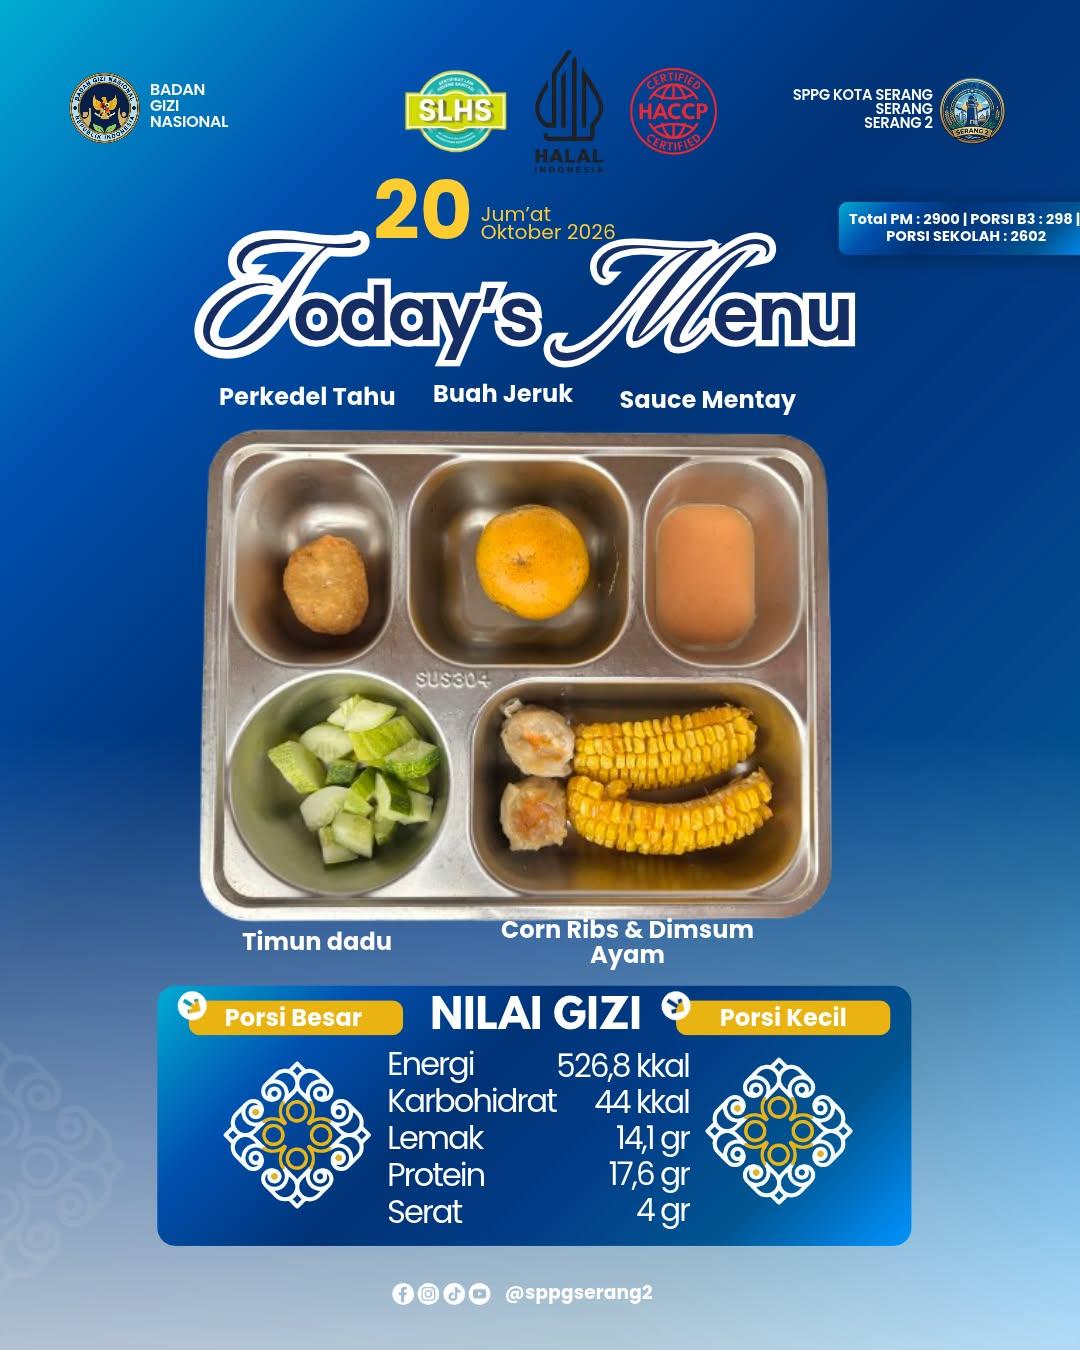 BADAN
GIZI
NASIONAL
SLHS
HALAL
INDONESIA
CERTIFIED
HACCP
CERTIFIED
SPPG KOTA SERANG
SERANG
SERANG 2
SERANG 2
20
Jum'at
Oktober 2026
Total PM : 2900 | PORSI B3 : 298 |
PORSI SEKOLAH : 2602
Today's Menu
Perkedel Tahu
Buah Jeruk
Sauce Mentay
SUS304
Timun dadu
Corn Ribs & Dimsum
Ayam
Porsi Besar
NILAI GIZI
Porsi Kecil
Energi 526,8 kkal
Karbohidrat 44 kkal
Lemak 14,1 gr
Protein 17,6 gr
Serat 4 gr
@sppgserang2